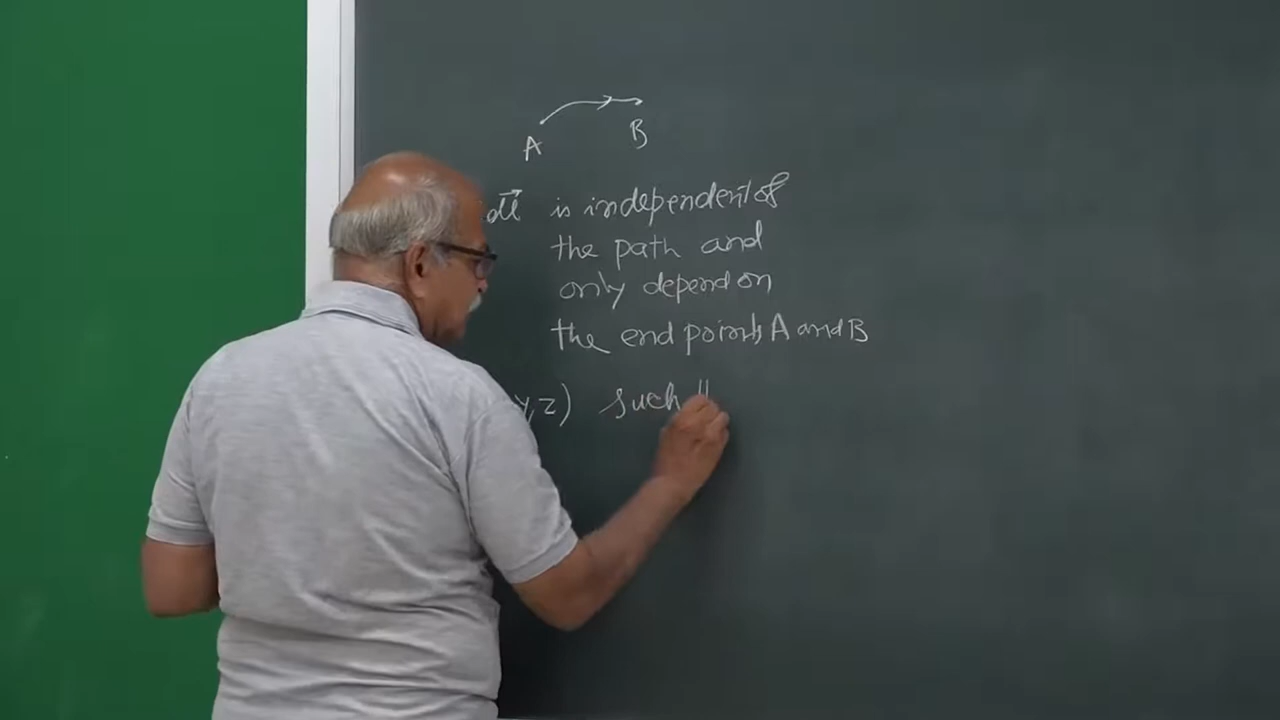 A B
dl is independent of
the path and
only depend on
the end points A and B
y,z) such